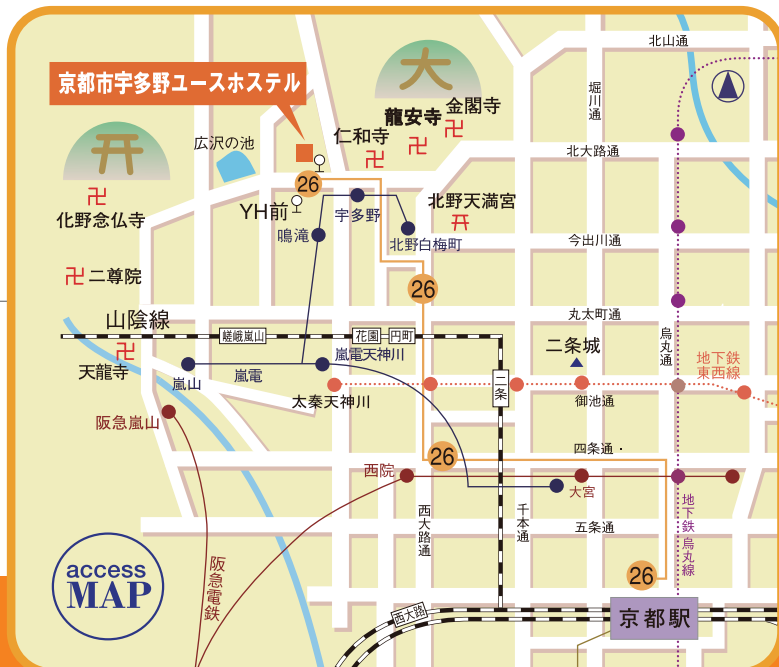 北山通
京都市宇多野ユースホステル
堀川通
金閣寺
龍安寺
仁和寺
広沢の池
北大路通
26
化野念仏寺
YH前
宇多野
北野天満宮
鳴滝
北野白梅町
今出川通
二尊院
26
山陰線
丸太町通
嵯峨嵐山
花園
円町
烏丸通
二条城
天龍寺
嵐電天神川
地下鉄
東西線
嵐山
嵐電
二条
太秦天神川
御池通
阪急嵐山
26
四条通・
西院
大宮
西大路通
千本通
五条通
地下鉄烏丸線
access
MAP
阪急電鉄
26
西大路
京都駅